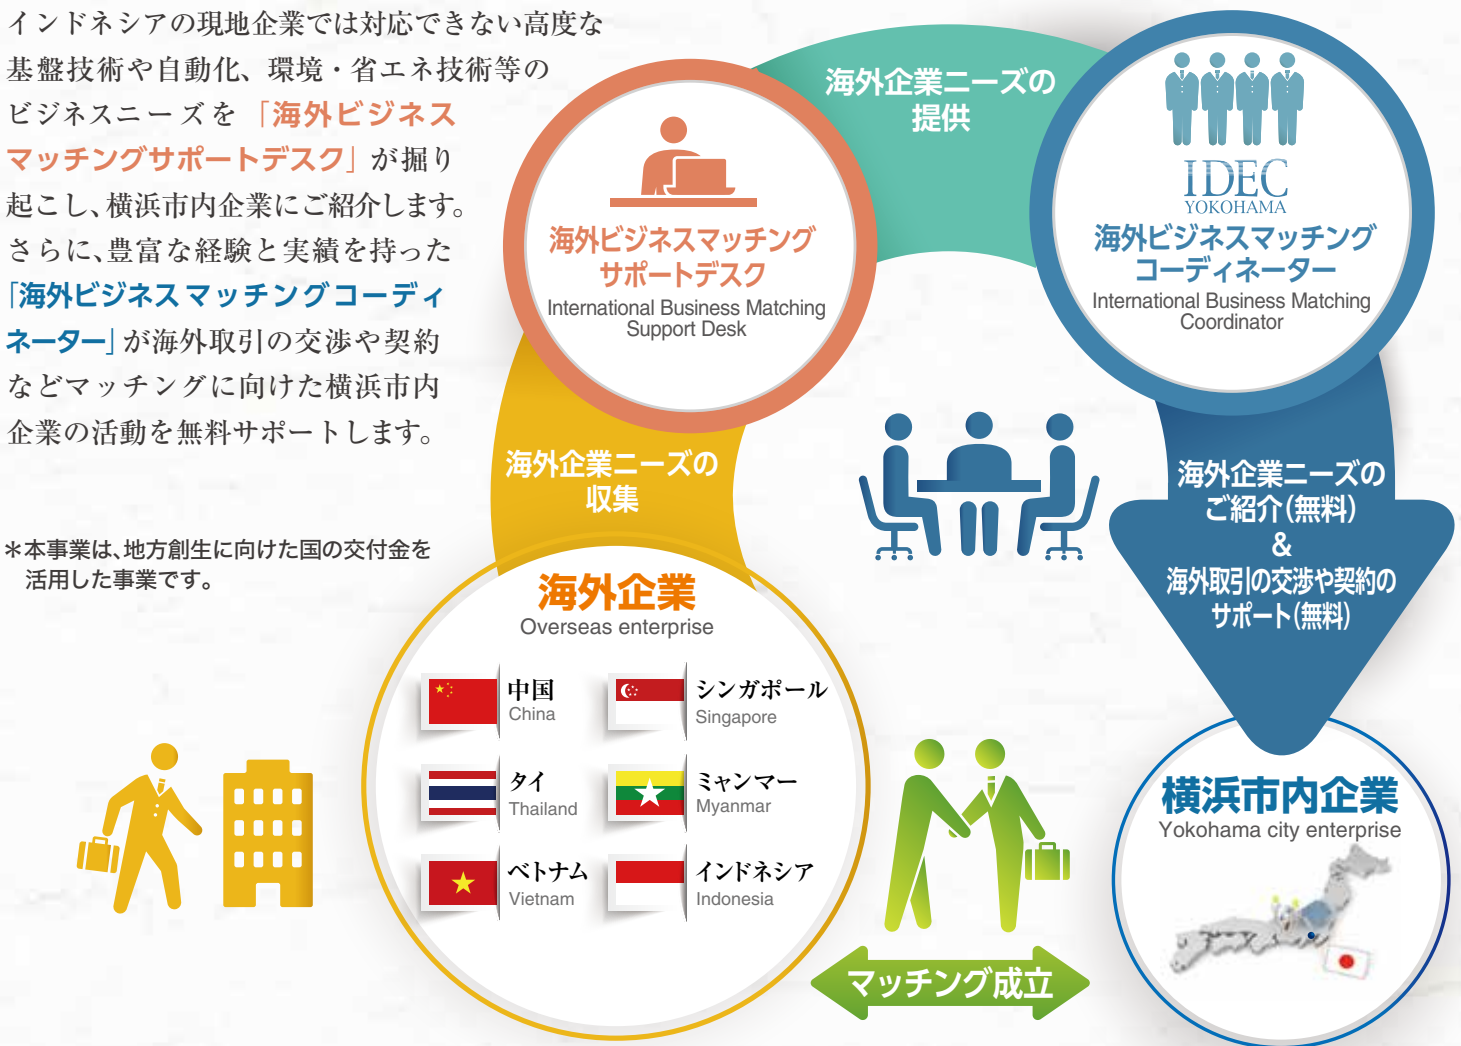 インドネシアの現地企業では対応できない高度な
基盤技術や自動化、環境・省エネ技術等の
ビジネスニーズを「海外ビジネス
マッチングサポートデスク」が掘り
起こし、横浜市内企業にご紹介します。
さらに、豊富な経験と実績を持った
「海外ビジネスマッチングコーディ
ネーター」が海外取引の交渉や契約
などマッチングに向けた横浜市内
企業の活動を無料サポートします。
＊本事業は、地方創生に向けた国の交付金を
活用した事業です。
海外ビジネスマッチング
サポートデスク
International Business Matching
Support Desk
海外企業ニーズの
提供
IDEC
YOKOHAMA
海外ビジネスマッチング
コーディネーター
International Business Matching
Coordinator
海外企業ニーズの
収集
海外企業ニーズの
ご紹介(無料)
&
海外取引の交渉や契約の
サポート(無料)
海外企業
Overseas enterprise
中国
China
シンガポール
Singapore
タイ
Thailand
ミャンマー
Myanmar
ベトナム
Vietnam
インドネシア
Indonesia
マッチング成立
横浜市内企業
Yokohama city enterprise